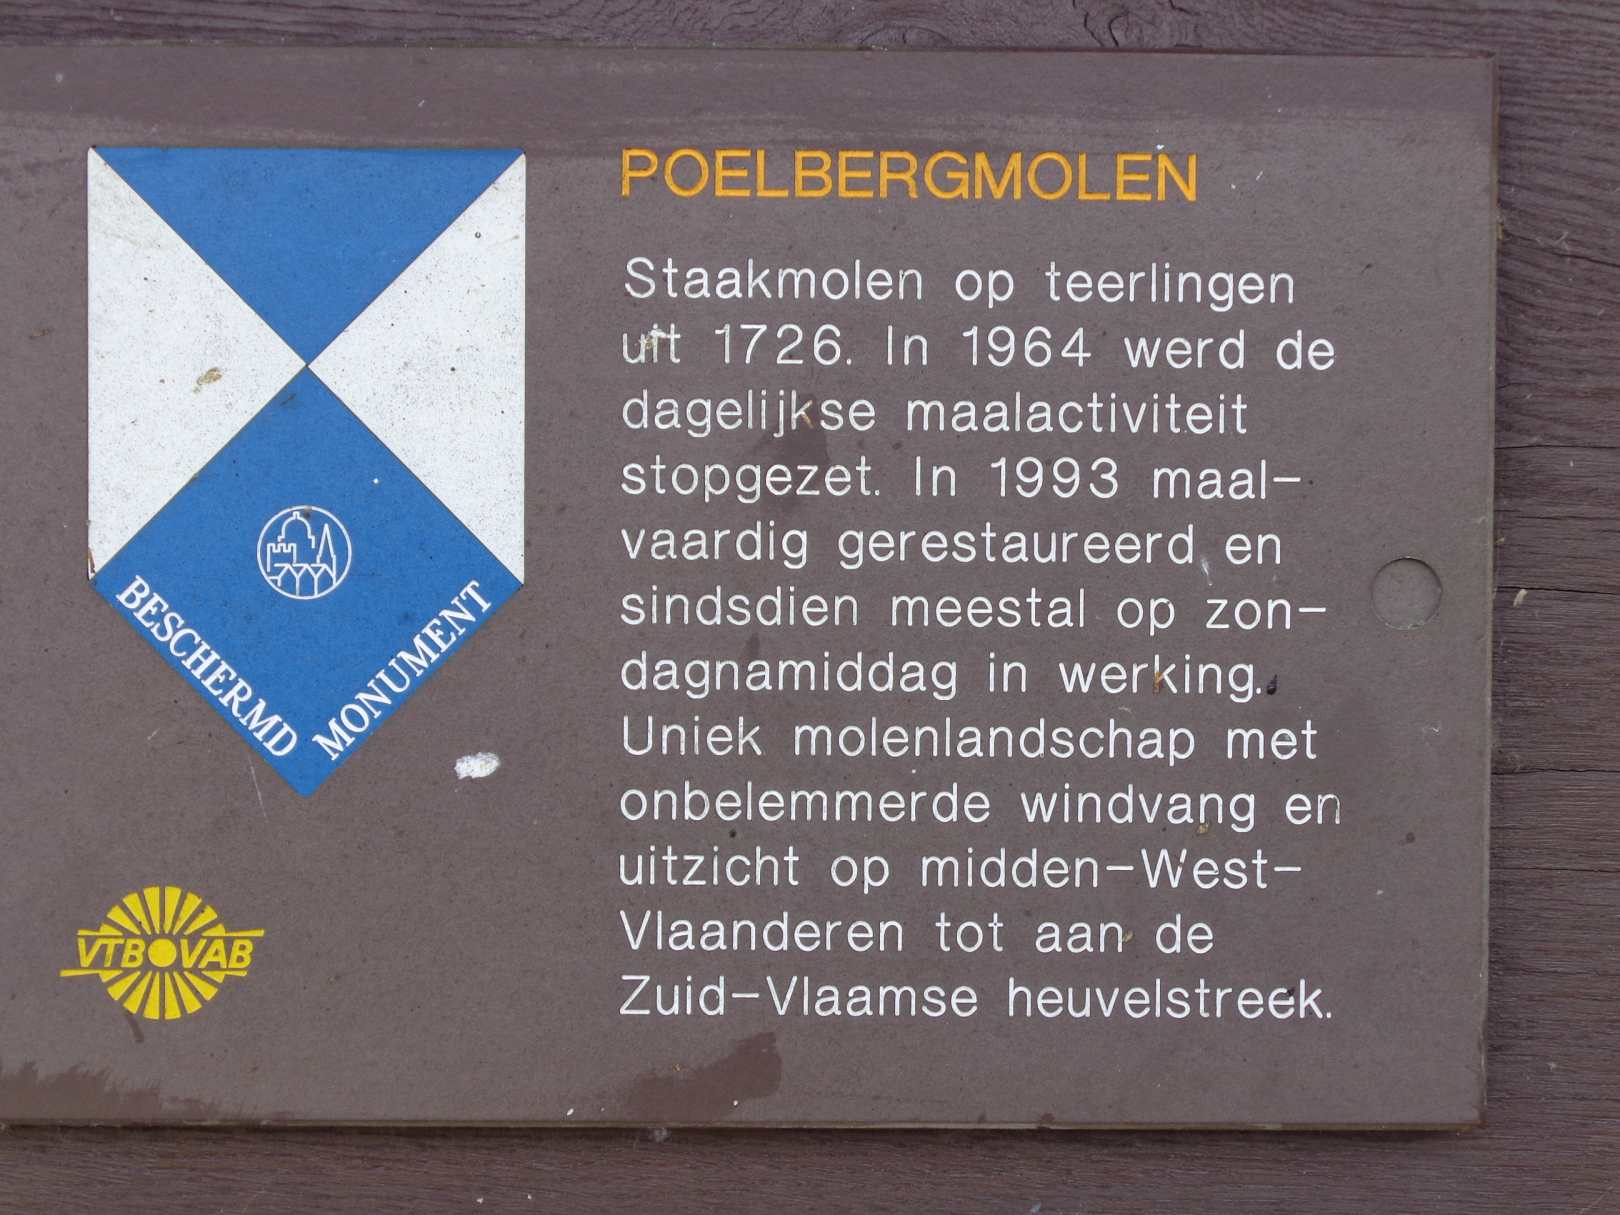 POELBERGMOLEN
Staakmolen op teerlingen
uit 1726. In 1964 werd de
dagelijkse maalactiviteit
stopgezet. In 1993 maal-
vaardig gerestaureerd en
sindsdien meestal op zon-
dagnamiddag in werking.
Uniek molenlandschap met
onbelemmerde windvang en
uitzicht op midden-West-
Vlaanderen tot aan de
Zuid-Vlaamse heuvelstreek.
BESCHERMD
MONUMENT
VTB VAB